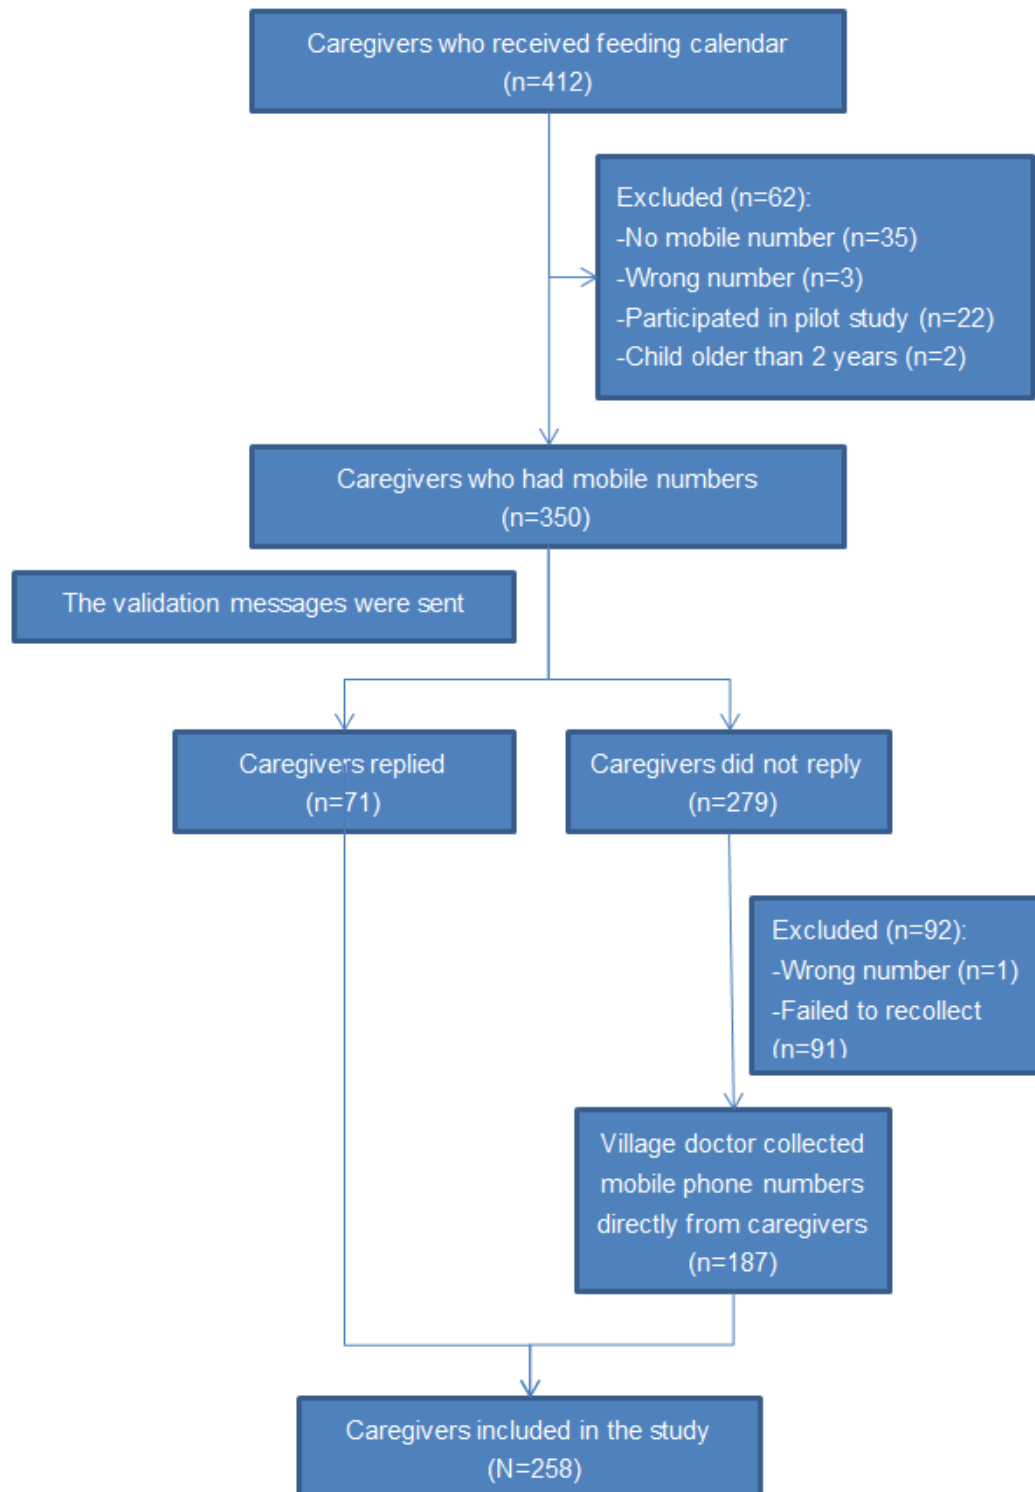 Caregivers who received feeding calendar
(n=412)
Excluded (n=62):
-No mobile number (n=35)
-Wrong number (n=3)
-Participated in pilot study (n=22)
-Child older than 2 years (n=2)
Caregivers who had mobile numbers
(n=350)
The validation messages were sent
Caregivers replied
(n=71)
Caregivers did not reply
(n=279)
Excluded (n=92):
-Wrong number (n=1)
-Failed to recollect
(n=91)
Village doctor collected
mobile phone numbers
directly from caregivers
(n=187)
Caregivers included in the study
(N=258)